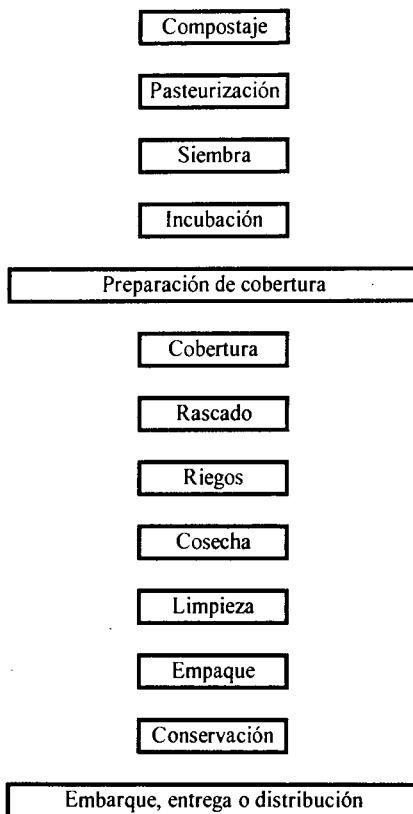 Compostaje
Pasteurización
Siembra
Incubación
Preparación de cobertura
Cobertura
Rascado
Riegos
Cosecha
Limpieza
Empaque
Conservación
Embarque, entrega o distribución